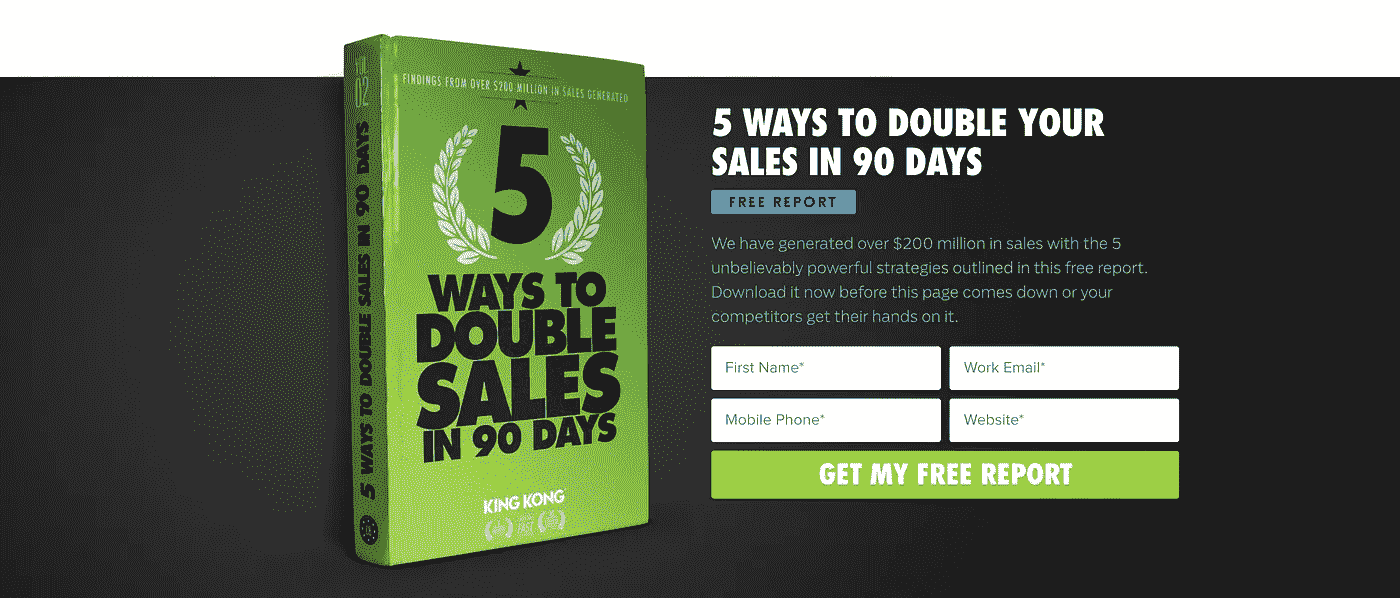 FINDINGS FROM OVER $200 MILLION IN SALES GENERATED
5
WAYS TO
DOUBLE
SALES
IN 90 DAYS
KING KONG
5 WAYS TO DOUBLE SALES IN 90 DAYS
5 WAYS TO DOUBLE YOUR
SALES IN 90 DAYS
FREE REPORT
We have generated over $200 million in sales with the 5
unbelievably powerful strategies outlined in this free report.
Download it now before this page comes down or your
competitors get their hands on it.
First Name*
Work Email*
Mobile Phone*
Website*
GET MY FREE REPORT